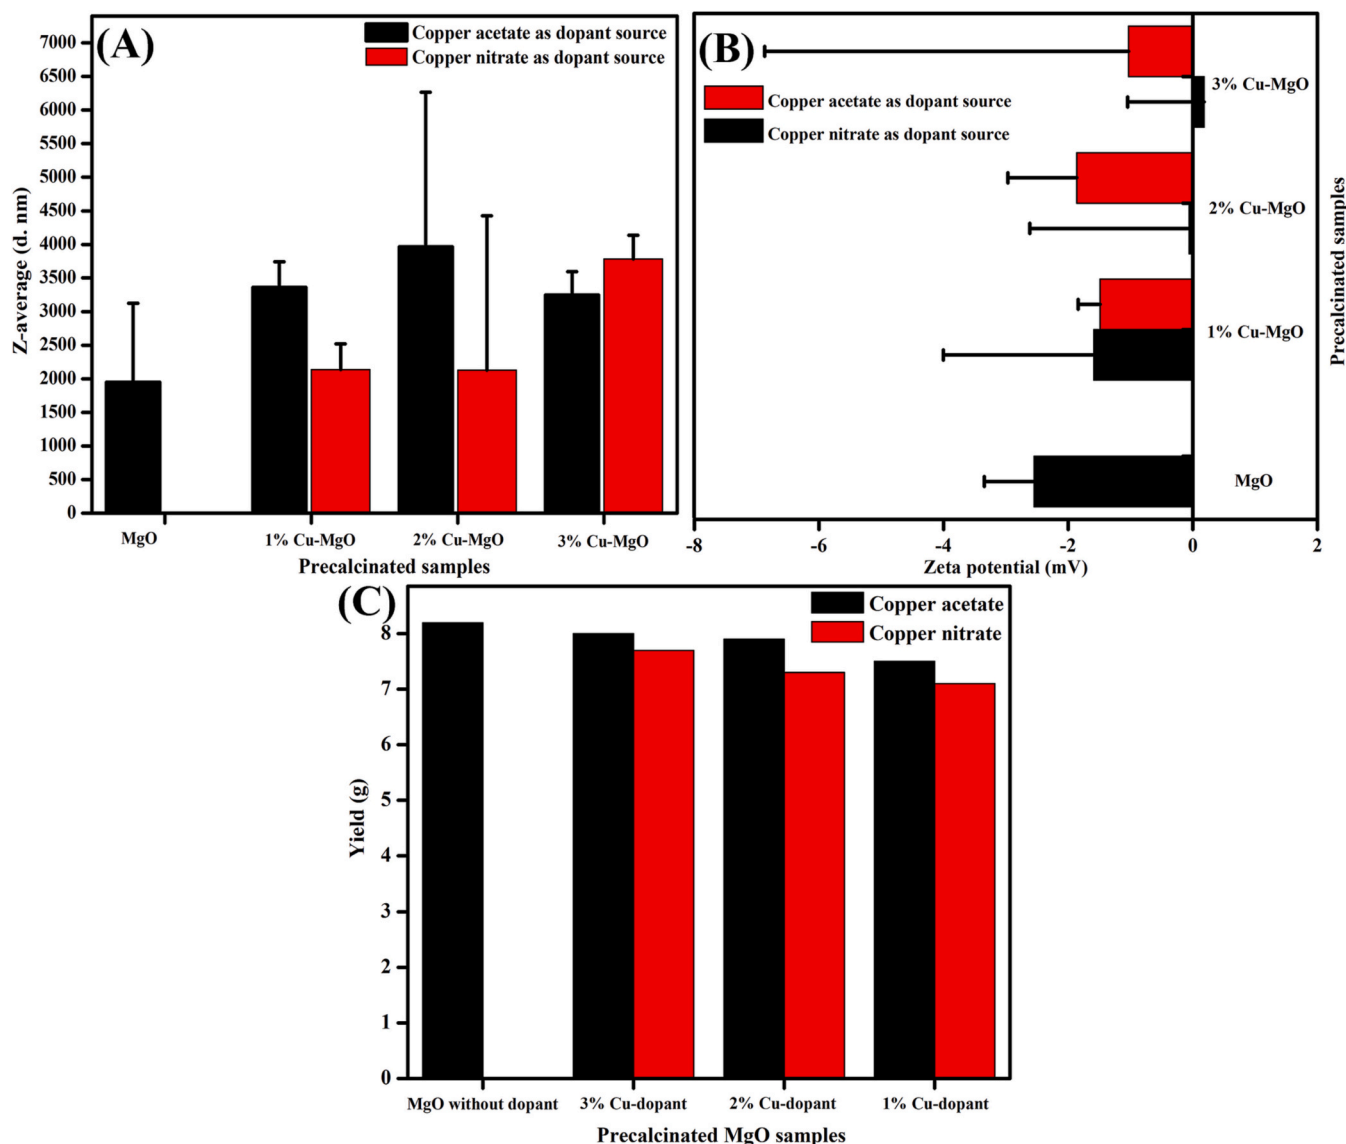 (A)
Copper acetate as dopant source
Copper nitrate as dopant source
7000
6500
6000
5500
5000
4500
4000
3500
3000
2500
2000
1500
1000
500
0
Z-average (d. nm)
MgO
1% Cu-MgO
2% Cu-MgO
3% Cu-MgO
Precalcinated samples
(B)
Copper acetate as dopant source
Copper nitrate as dopant source
3% Cu-MgO
2% Cu-MgO
1% Cu-MgO
MgO
Precalcinated samples
-8
-6
-4
-2
0
2
Zeta potential (mV)
(C)
Copper acetate
Copper nitrate
8
7
6
5
4
3
2
1
0
Yield (g)
MgO without dopant
3% Cu-dopant
2% Cu-dopant
1% Cu-dopant
Precalcinated MgO samples